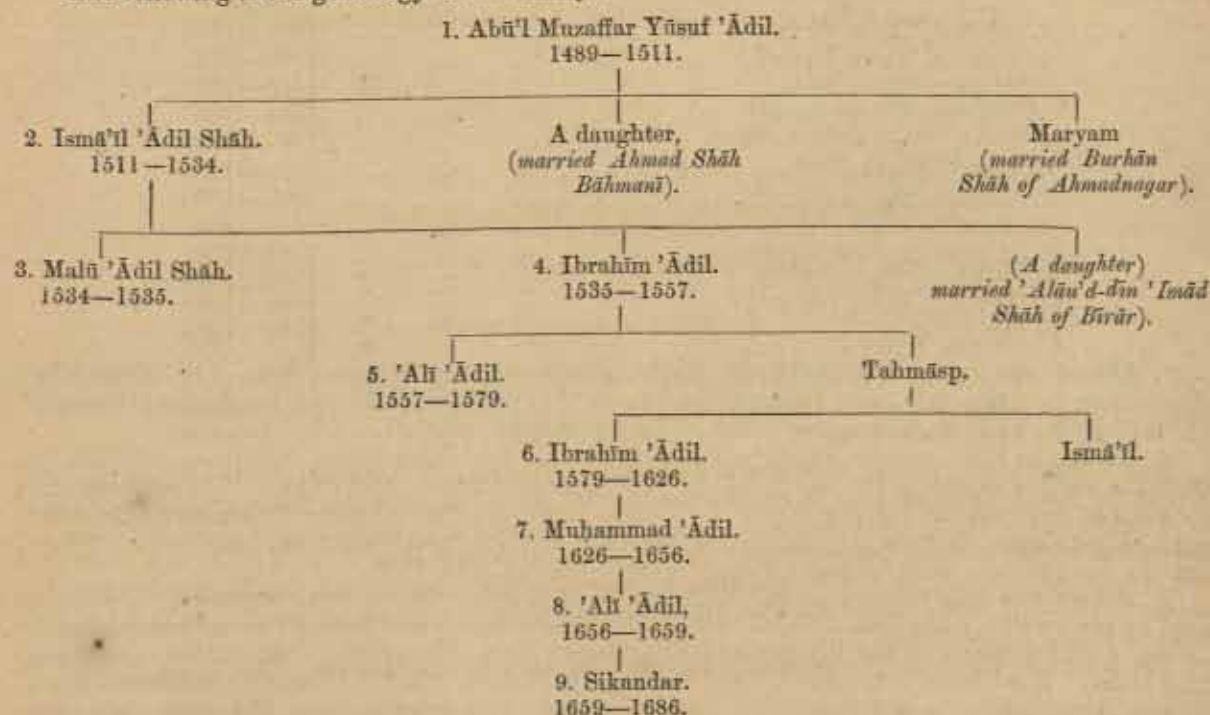 1. Abū'l Muzaffar Yūsuf 'Ādil.
1489—1511.
2. Ismā'īl 'Ādil Shāh.
1511—1534.
A daughter,
(married Ahmad Shāh
Bāhmanī).
Maryam
(married Burhān
Shāh of Ahmadnagar).
3. Malū 'Ādil Shāh.
1534—1535.
4. Ibrahīm 'Ādil.
1535—1557.
(A daughter)
married 'Alāu'd-dīn 'Imād
Shāh of Birār).
5. 'Alī 'Ādil.
1557—1579.
Tahmāsp.
6. Ibrahīm 'Ādil.
1579—1626.
Ismā'īl.
7. Muḥammad 'Ādil.
1626—1656.
8. 'Alī 'Ādil,
1656—1659.
9. Sikandar.
1659—1686.